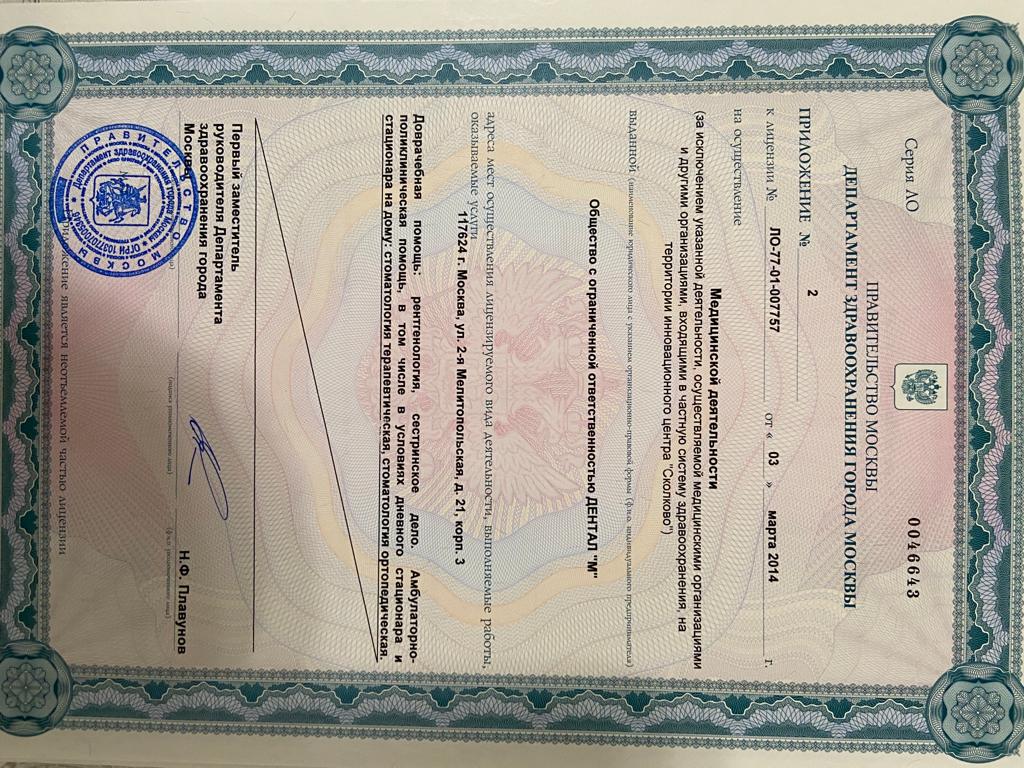 Серия ЛО 0046643
ПРАВИТЕЛЬСТВО МОСКВЫ
ДЕПАРТАМЕНТ ЗДРАВООХРАНЕНИЯ ГОРОДА МОСКВЫ
ПРИЛОЖЕНИЕ № 2
к лицензии № ЛО-77-01-007757 от « 03 » марта 2014 г.
на осуществление
Медицинской деятельности
(за исключением указанной деятельности, осуществляемой медицинскими организациями
и другими организациями, входящими в частную систему здравоохранения, на
территории инновационного центра "Сколково")
выданной (наименование юридического лица с указанием организационно-правовой формы (ф.и.о. индивидуального предпринимателя)
Общество с ограниченной ответственностью ДЕНТАЛ "М"
адреса мест осуществления лицензируемого вида деятельности, выполняемые работы,
оказываемые услуги
117624 г. Москва, ул. 2-я Мелитопольская, д. 21, корп. 3
Доврачебная помощь: рентгенология, сестринское дело. Амбулаторно-
поликлиническая помощь, в том числе в условиях дневного стационара и
стационара на дому: стоматология терапевтическая, стоматология ортопедическая.
Первый заместитель
руководителя Департамента
здравоохранения города
Москвы
Н.Ф. Плавунов
(подпись уполномоченного лица) (ф.и.о. уполномоченного лица)
ПРАВИТЕЛЬСТВО МОСКВЫ
Департамент здравоохранения города Москвы
Приложение является неотъемлемой частью лицензии